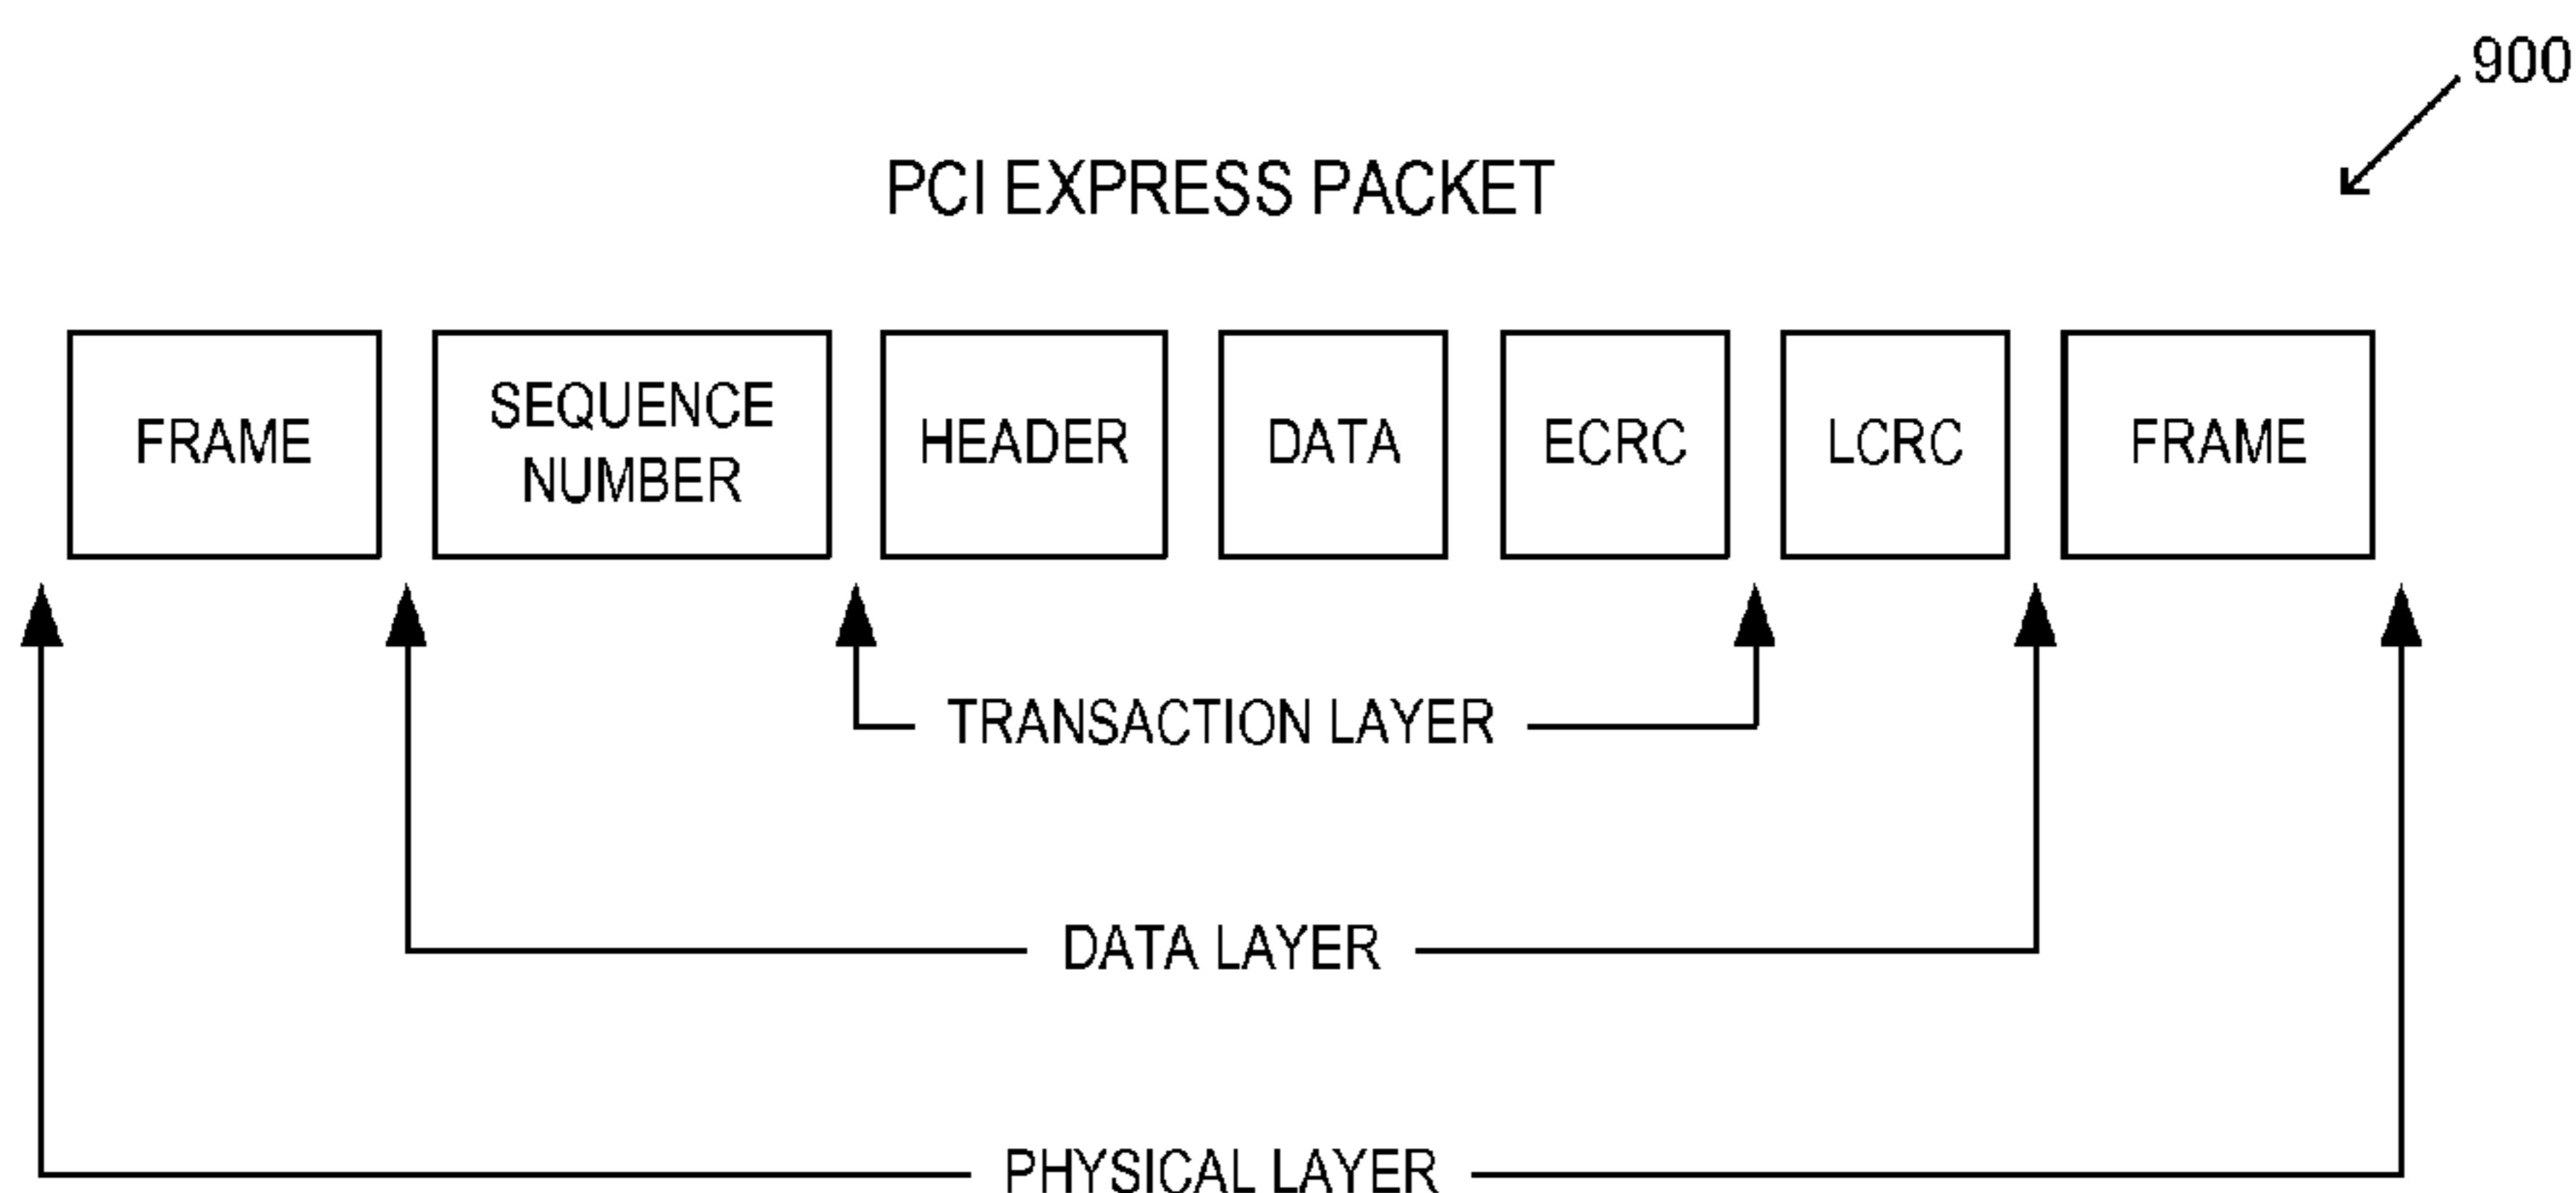 900
PCI EXPRESS PACKET
FRAME
SEQUENCE
NUMBER
HEADER
DATA
ECRC
LCRC
FRAME
TRANSACTION LAYER
DATA LAYER
PHYSICAL LAYER